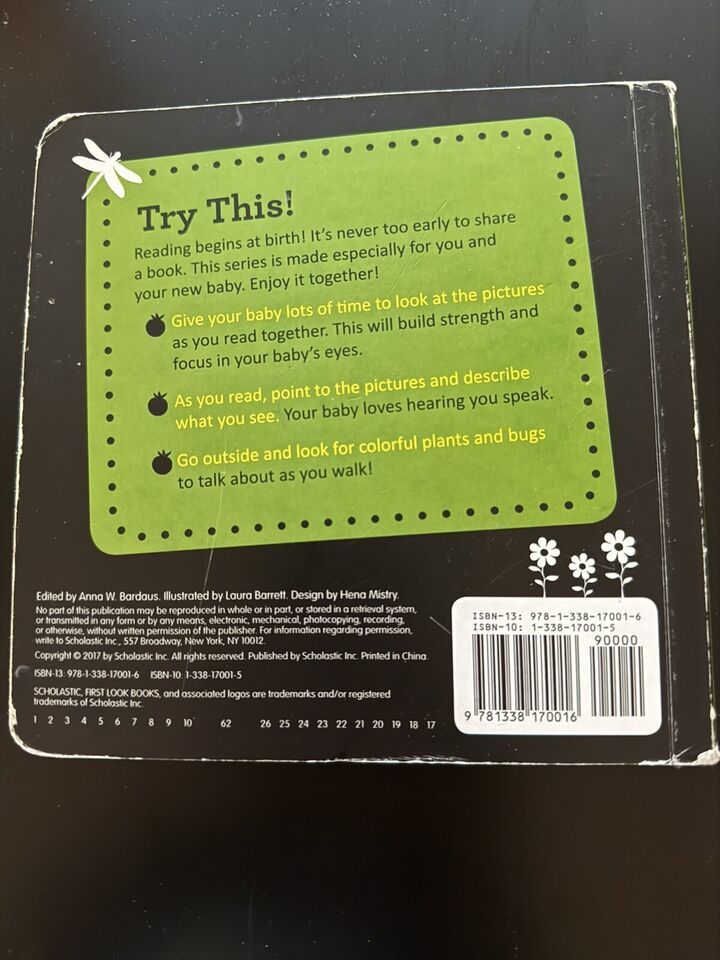 Try This!
Reading begins at birth! It's never too early to share
a book. This series is made especially for you and
your new baby. Enjoy it together!
Give your baby lots of time to look at the pictures
as you read together. This will build strength and
focus in your baby's eyes.
As you read, point to the pictures and describe
what you see. Your baby loves hearing you speak.
Go outside and look for colorful plants and bugs
to talk about as you walk!
Edited by Anna W. Bardaus. Illustrated by Laura Barrett. Design by Hena Mistry.
No part of this publication may be reproduced in whole or in part, or stored in a retrieval system,
or transmitted in any form or by any means, electronic, mechanical, photocopying, recording,
or otherwise, without written permission of the publisher. For information regarding permission,
write to Scholastic Inc., 557 Broadway, New York, NY 10012.
Copyright © 2017 by Scholastic Inc. All rights reserved. Published by Scholastic Inc. Printed in China.
ISBN-13: 978-1-338-17001-6 ISBN-10: 1-338-17001-5
SCHOLASTIC, FIRST LOOK BOOKS, and associated logos are trademarks and/or registered
trademarks of Scholastic Inc.
1 2 3 4 5 6 7 8 9 10 62 26 25 24 23 22 21 20 19 18 17
ISBN-13: 978-1-338-17001-6
ISBN-10: 1-338-17001-5
90000
9 781338 170016